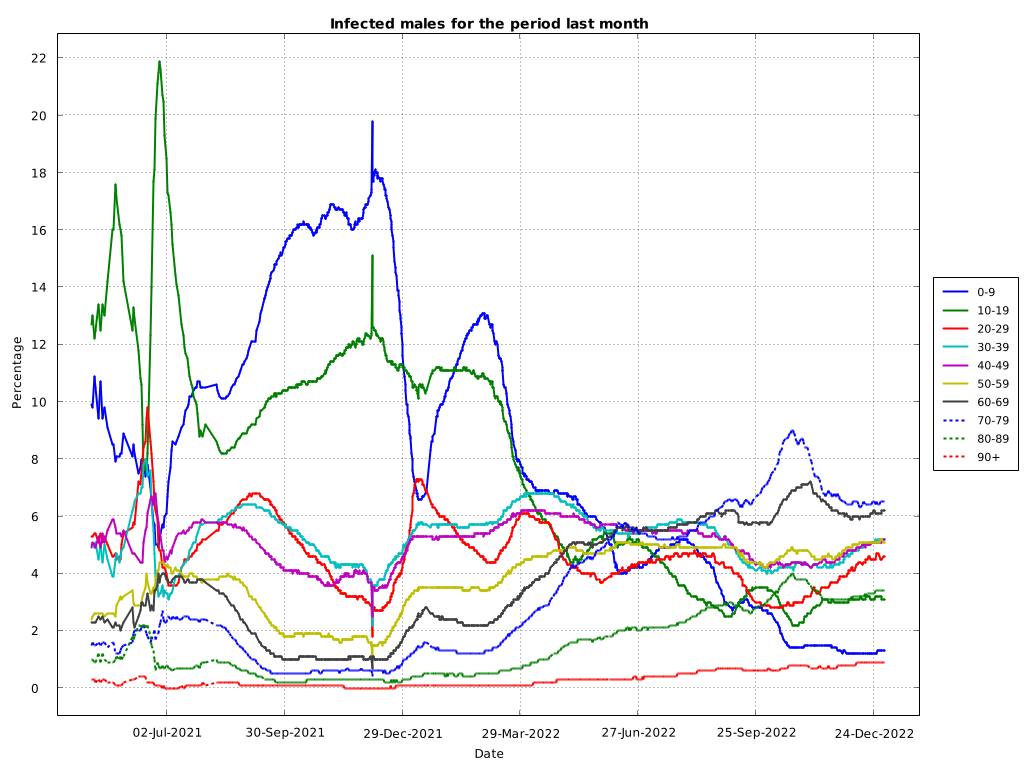 Infected males for the period last month
Percentage
22
20
18
16
14
12
10
8
6
4
2
0
02-Jul-2021
30-Sep-2021
29-Dec-2021
29-Mar-2022
27-Jun-2022
25-Sep-2022
24-Dec-2022
Date
0-9
10-19
20-29
30-39
40-49
50-59
60-69
70-79
80-89
90+